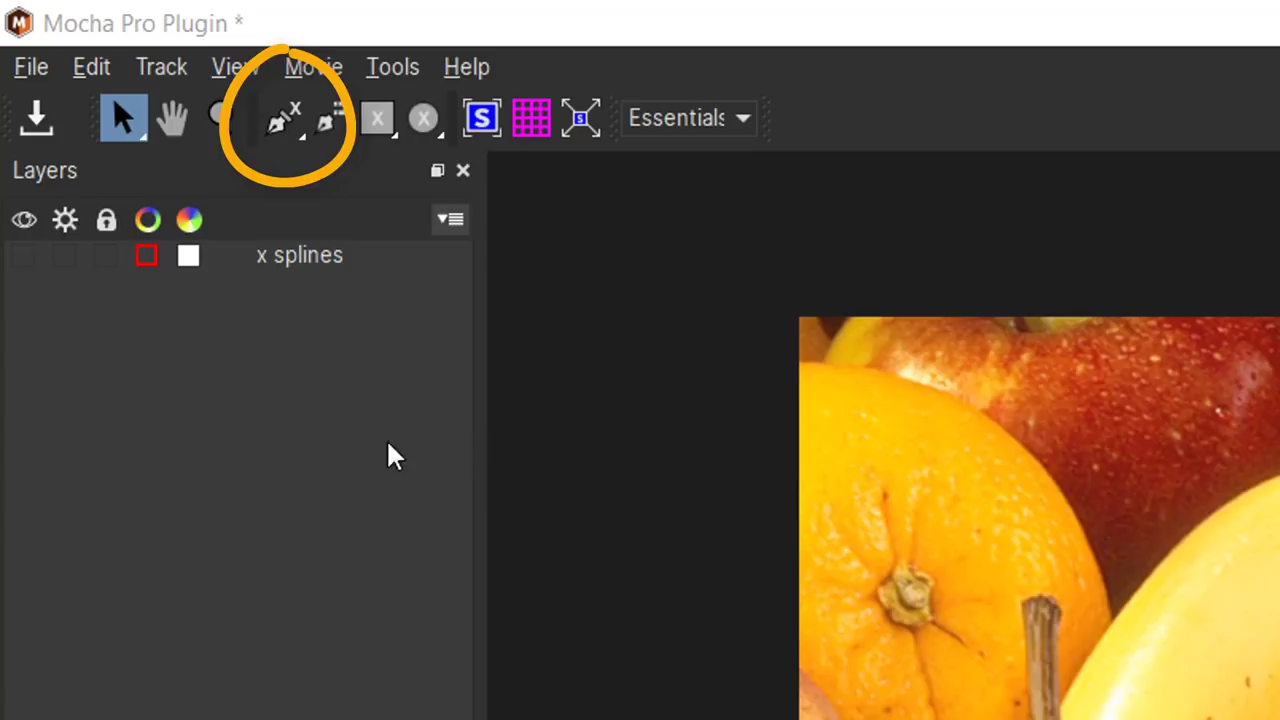 Mocha Pro Plugin *
File Edit Track View Movie Tools Help
X X X S S Essentials
Layers
x splines